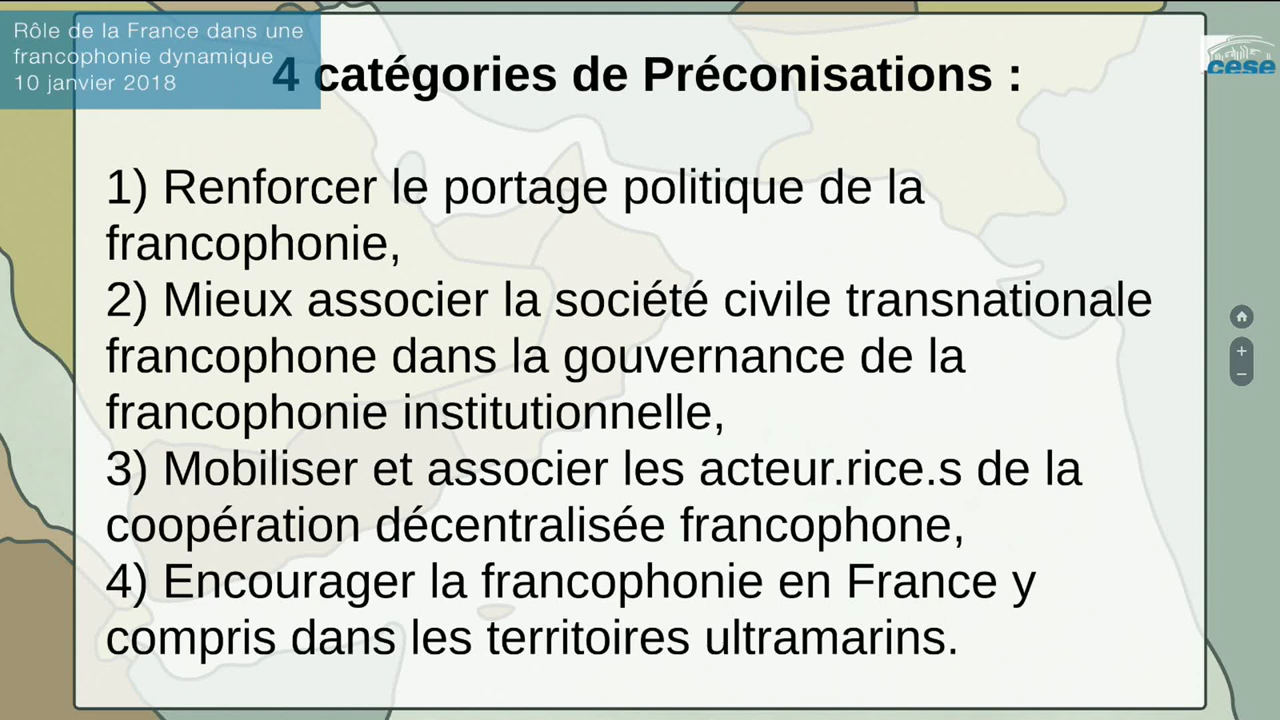 Rôle de la France dans une
francophonie dynamique
10 janvier 2018
cese
4 catégories de Préconisations :
1) Renforcer le portage politique de la
francophonie,
2) Mieux associer la société civile transnationale
francophone dans la gouvernance de la
francophonie institutionnelle,
3) Mobiliser et associer les acteur.rice.s de la
coopération décentralisée francophone,
4) Encourager la francophonie en France y
compris dans les territoires ultramarins.